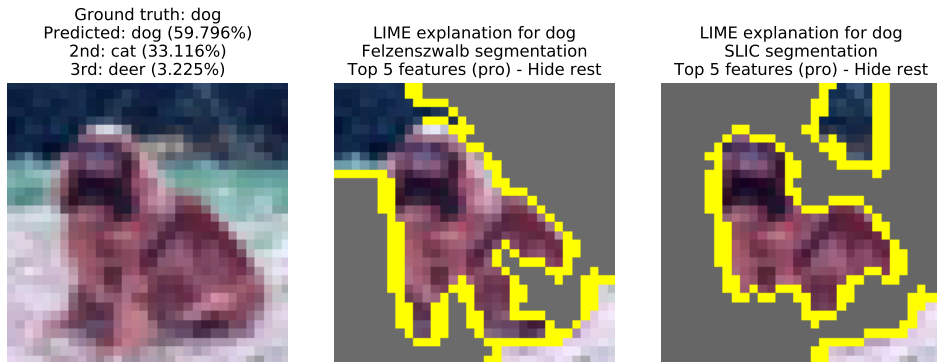 Ground truth: dog
Predicted: dog (59.796%)
2nd: cat (33.116%)
3rd: deer (3.225%)
LIME explanation for dog
Felzenszwalb segmentation
Top 5 features (pro) - Hide rest
LIME explanation for dog
SLIC segmentation
Top 5 features (pro) - Hide rest